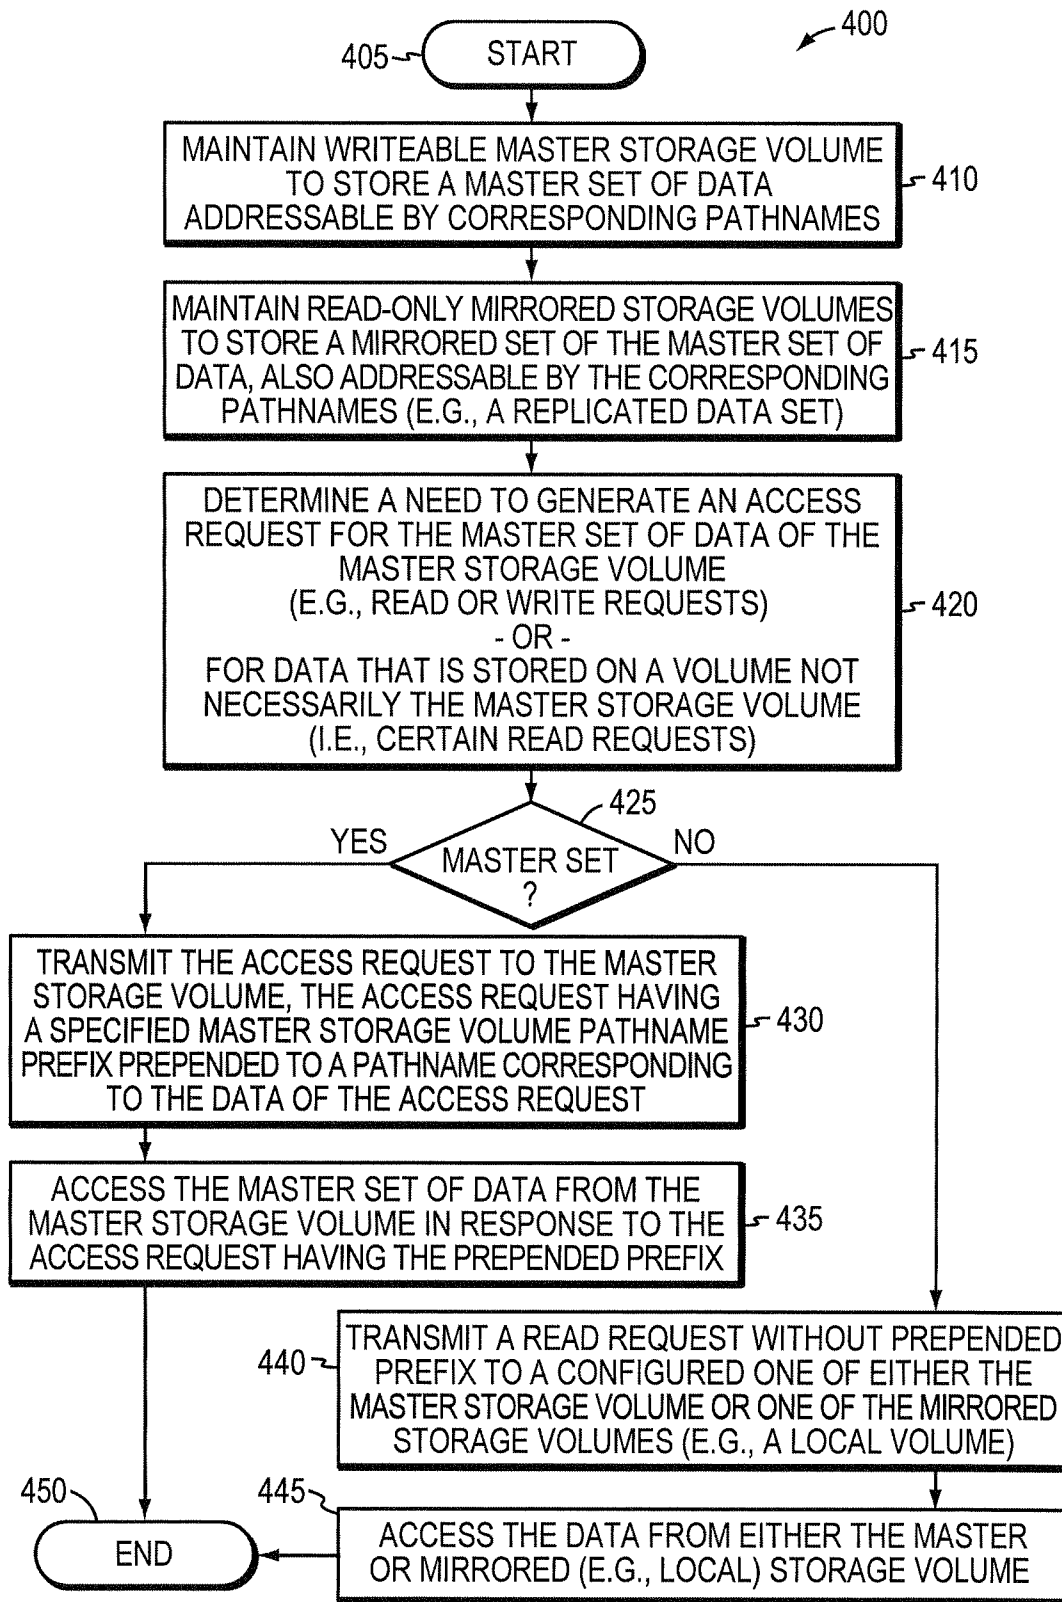 400
405
START
MAINTAIN WRITEABLE MASTER STORAGE VOLUME
TO STORE A MASTER SET OF DATA
ADDRESSABLE BY CORRESPONDING PATHNAMES
410
MAINTAIN READ-ONLY MIRRORED STORAGE VOLUMES
TO STORE A MIRRORED SET OF THE MASTER SET OF
DATA, ALSO ADDRESSABLE BY THE CORRESPONDING
PATHNAMES (E.G., A REPLICATED DATA SET)
415
DETERMINE A NEED TO GENERATE AN ACCESS
REQUEST FOR THE MASTER SET OF DATA OF THE
MASTER STORAGE VOLUME
(E.G., READ OR WRITE REQUESTS)
- OR -
FOR DATA THAT IS STORED ON A VOLUME NOT
NECESSARILY THE MASTER STORAGE VOLUME
(I.E., CERTAIN READ REQUESTS)
420
425
YES
MASTER SET
?
NO
TRANSMIT THE ACCESS REQUEST TO THE MASTER
STORAGE VOLUME, THE ACCESS REQUEST HAVING
A SPECIFIED MASTER STORAGE VOLUME PATHNAME
PREFIX PREPENDED TO A PATHNAME CORRESPONDING
TO THE DATA OF THE ACCESS REQUEST
430
ACCESS THE MASTER SET OF DATA FROM THE
MASTER STORAGE VOLUME IN RESPONSE TO THE
ACCESS REQUEST HAVING THE PREPENDED PREFIX
435
440
TRANSMIT A READ REQUEST WITHOUT PREPENDED
PREFIX TO A CONFIGURED ONE OF EITHER THE
MASTER STORAGE VOLUME OR ONE OF THE MIRRORED
STORAGE VOLUMES (E.G., A LOCAL VOLUME)
445
ACCESS THE DATA FROM EITHER THE MASTER
OR MIRRORED (E.G., LOCAL) STORAGE VOLUME
450
END